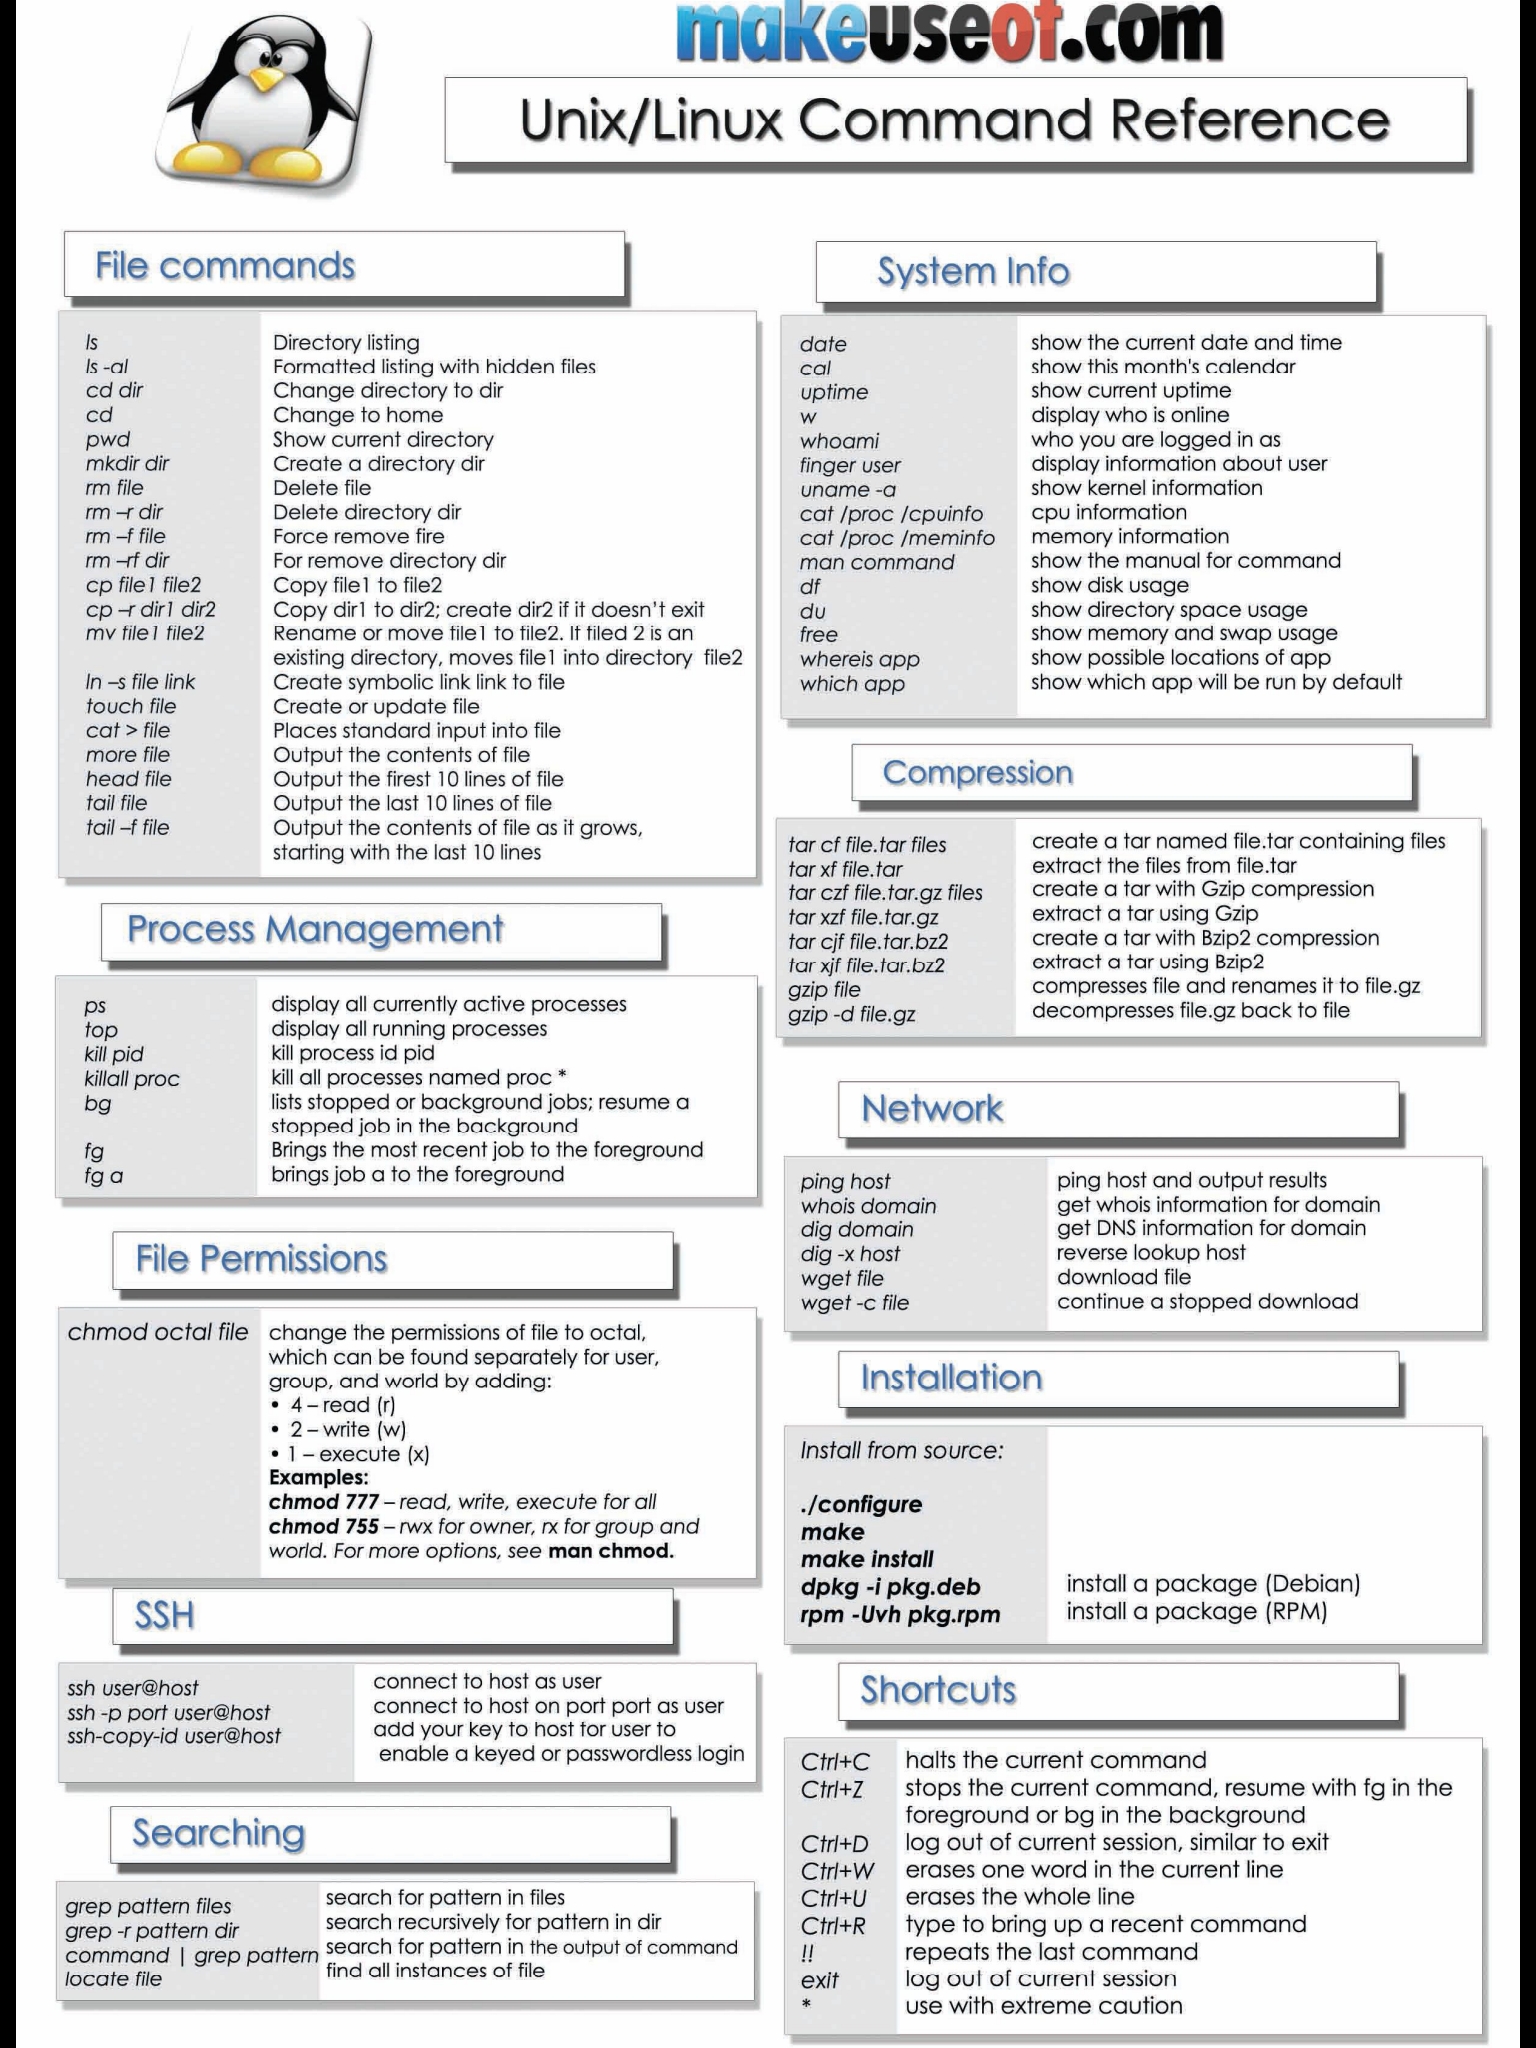 makeuseof.com
Unix/Linux Command Reference
File commands
ls Directory listing
ls -al Formatted listing with hidden files
cd dir Change directory to dir
cd Change to home
pwd Show current directory
mkdir dir Create a directory dir
rm file Delete file
rm –r dir Delete directory dir
rm –f file Force remove fire
rm –rf dir For remove directory dir
cp file1 file2 Copy file1 to file2
cp –r dir1 dir2 Copy dir1 to dir2; create dir2 if it doesn't exit
mv file1 file2 Rename or move file1 to file2. If filed 2 is an
existing directory, moves file1 into directory file2
ln –s file link Create symbolic link link to file
touch file Create or update file
cat > file Places standard input into file
more file Output the contents of file
head file Output the firest 10 lines of file
tail file Output the last 10 lines of file
tail –f file Output the contents of file as it grows,
starting with the last 10 lines
Process Management
ps display all currently active processes
top display all running processes
kill pid kill process id pid
killall proc kill all processes named proc *
bg lists stopped or background jobs; resume a
stopped job in the background
fg Brings the most recent job to the foreground
fg a brings job a to the foreground
File Permissions
chmod octal file change the permissions of file to octal,
which can be found separately for user,
group, and world by adding:
• 4 – read (r)
• 2 – write (w)
• 1 – execute (x)
Examples:
chmod 777 – read, write, execute for all
chmod 755 – rwx for owner, rx for group and
world. For more options, see man chmod.
SSH
ssh user@host connect to host as user
ssh -p port user@host connect to host on port port as user
ssh-copy-id user@host add your key to host for user to
enable a keyed or passwordless login
Searching
grep pattern files search for pattern in files
grep -r pattern dir search recursively for pattern in dir
command | grep pattern search for pattern in the output of command
locate file find all instances of file
System Info
date show the current date and time
cal show this month's calendar
uptime show current uptime
w display who is online
whoami who you are logged in as
finger user display information about user
uname -a show kernel information
cat /proc /cpuinfo cpu information
cat /proc /meminfo memory information
man command show the manual for command
df show disk usage
du show directory space usage
free show memory and swap usage
whereis app show possible locations of app
which app show which app will be run by default
Compression
tar cf file.tar files create a tar named file.tar containing files
tar xf file.tar extract the files from file.tar
tar czf file.tar.gz files create a tar with Gzip compression
tar xzf file.tar.gz extract a tar using Gzip
tar cjf file.tar.bz2 create a tar with Bzip2 compression
tar xjf file.tar.bz2 extract a tar using Bzip2
gzip file compresses file and renames it to file.gz
gzip -d file.gz decompresses file.gz back to file
Network
ping host ping host and output results
whois domain get whois information for domain
dig domain get DNS information for domain
dig -x host reverse lookup host
wget file download file
wget -c file continue a stopped download
Installation
Install from source:
./configure
make
make install
dpkg -i pkg.deb install a package (Debian)
rpm -Uvh pkg.rpm install a package (RPM)
Shortcuts
Ctrl+C halts the current command
Ctrl+Z stops the current command, resume with fg in the
foreground or bg in the background
Ctrl+D log out of current session, similar to exit
Ctrl+W erases one word in the current line
Ctrl+U erases the whole line
Ctrl+R type to bring up a recent command
!! repeats the last command
exit log out of current session
* use with extreme caution